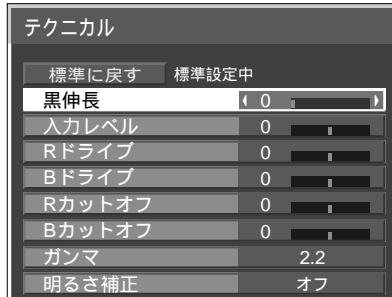 テクニカル
標準に戻す 標準設定中
黒伸長 0
入力レベル 0
Rドライブ 0
Bドライブ 0
Rカットオフ 0
Bカットオフ 0
ガンマ 2.2
明るさ補正 オフ